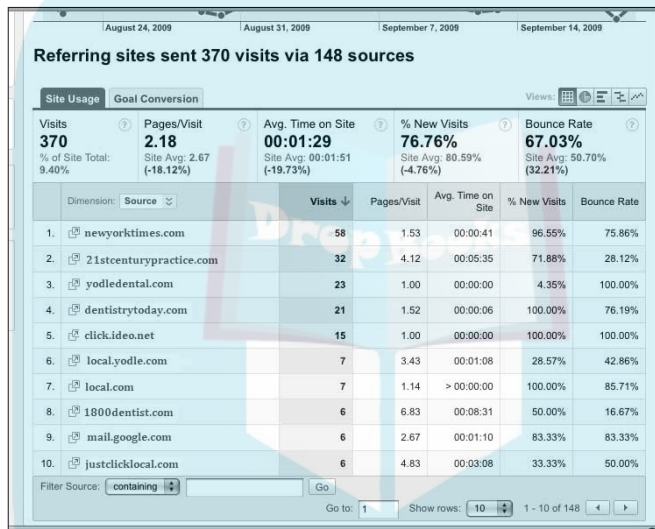 August 24, 2009 August 31, 2009 September 7, 2009 September 14, 2009
Referring sites sent 370 visits via 148 sources
Site Usage Goal Conversion Views:
Visits ? Pages/Visit ? Avg. Time on Site ? % New Visits ? Bounce Rate ?
370 2.18 00:01:29 76.76% 67.03%
% of Site Total: Site Avg: 2.67 Site Avg: 00:01:51 Site Avg: 80.59% Site Avg: 50.70%
9.40% (-18.12%) (-19.73%) (-4.76%) (32.21%)
Dimension: Source Visits ↓ Pages/Visit Avg. Time on Site % New Visits Bounce Rate
1. newyorktimes.com 58 1.53 00:00:41 96.55% 75.86%
2. 21stcenturypractice.com 32 4.12 00:05:35 71.88% 28.12%
3. yodledental.com 23 1.00 00:00:00 4.35% 100.00%
4. dentistrytoday.com 21 1.52 00:00:06 100.00% 76.19%
5. click.ideo.net 15 1.00 00:00:00 100.00% 100.00%
6. local.yodle.com 7 3.43 00:01:08 28.57% 42.86%
7. local.com 7 1.14 > 00:00:00 100.00% 85.71%
8. 1800dentist.com 6 6.83 00:08:31 50.00% 16.67%
9. mail.google.com 6 2.67 00:01:10 83.33% 83.33%
10. justclicklocal.com 6 4.83 00:03:08 33.33% 50.00%
Filter Source: containing Go
Go to: 1 Show rows: 10 1 - 10 of 148
Drop Books